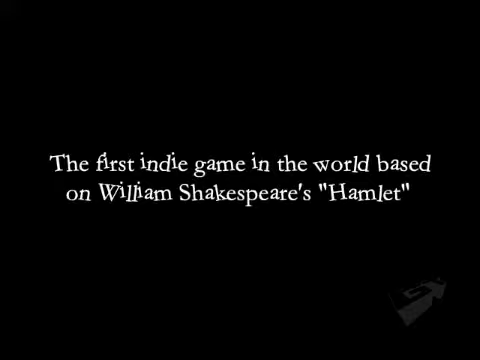 The first indie game in the world based
on William Shakespeare's "Hamlet"